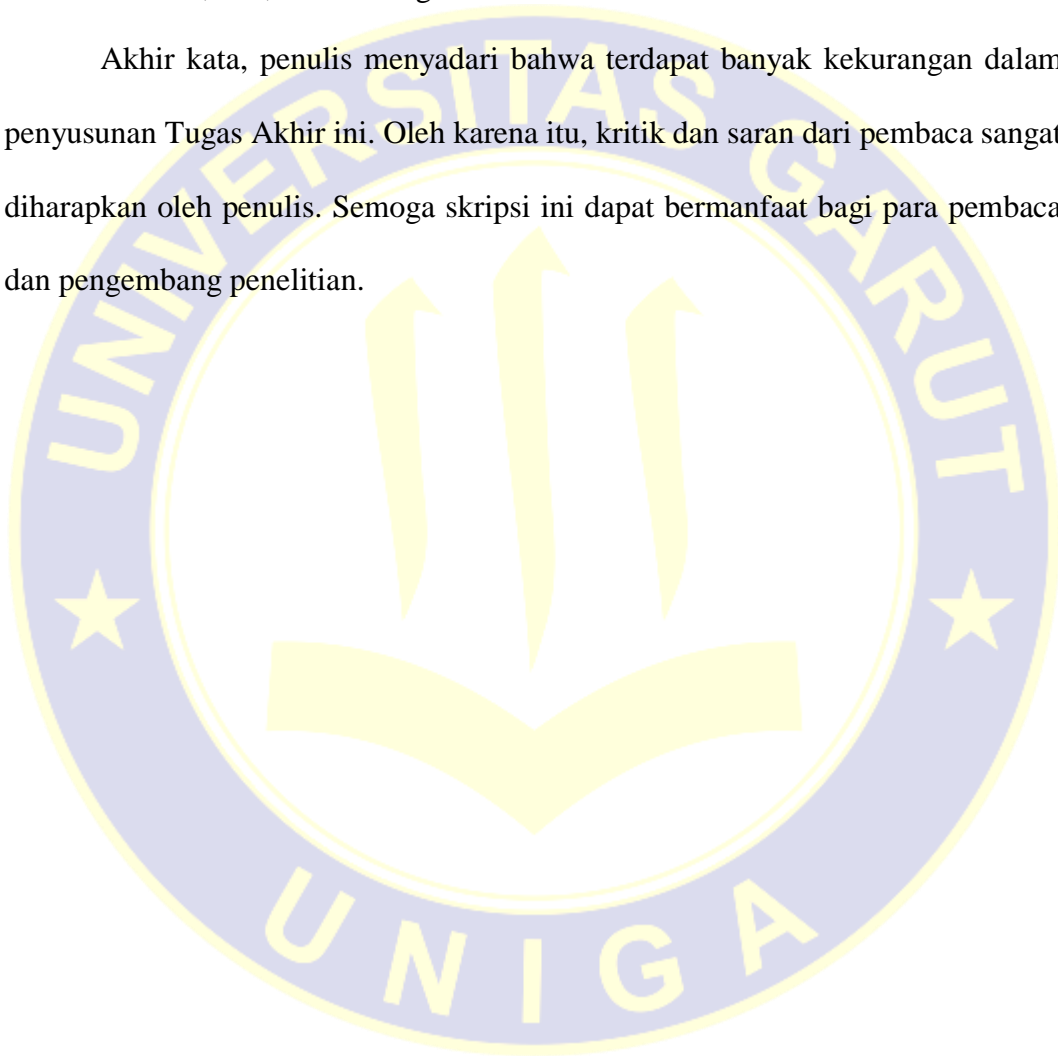 Akhir kata, penulis menyadari bahwa terdapat banyak kekurangan dalam
penyusunan Tugas Akhir ini. Oleh karena itu, kritik dan saran dari pembaca sangat
diharapkan oleh penulis. Semoga skripsi ini dapat bermanfaat bagi para pembaca
dan pengembang penelitian.
UNIVERSITAS GARUT
UNIGA